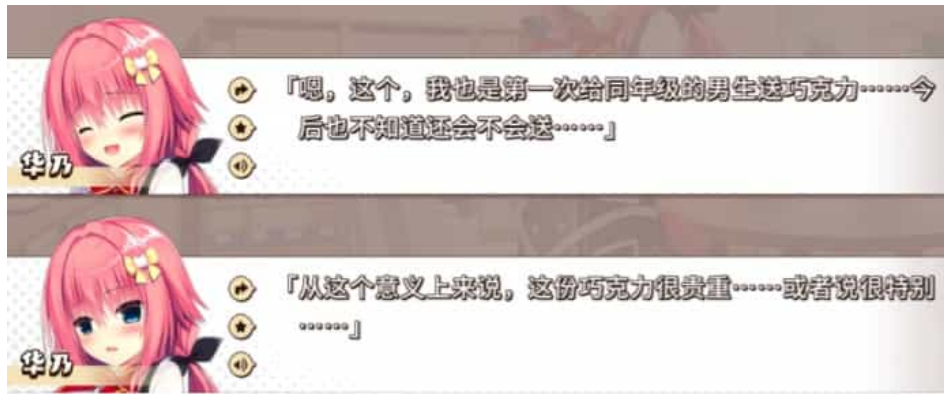 「嗯，这个，我也是第一次给同年级的男生送巧克力……今
后也不知道还会不会送……」
华乃
「从这个意义上来说，这份巧克力很贵重……或者说很特别
……」
华乃